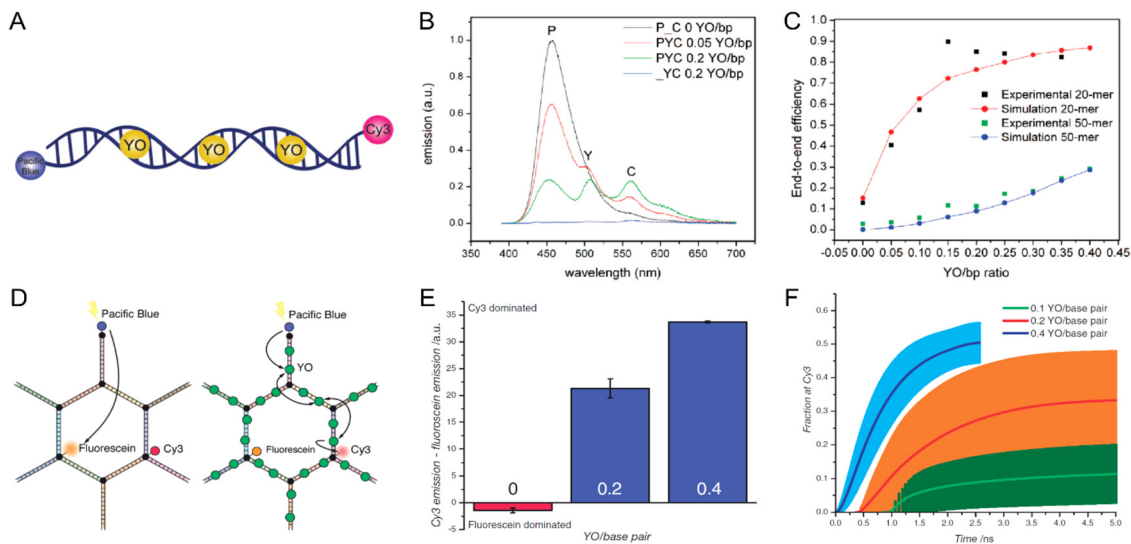 A
Pacific
Blue
YO
YO
YO
Cy3
B
emission (a.u.)
1.0
0.8
0.6
0.4
0.2
0.0
P
Y
C
P_C 0 YO/bp
PYC 0.05 YO/bp
PYC 0.2 YO/bp
_YC 0.2 YO/bp
350 400 450 500 550 600 650 700
wavelength (nm)
C
End-to-end efficiency
1.0
0.9
0.8
0.7
0.6
0.5
0.4
0.3
0.2
0.1
0.0
Experimental 20-mer
Simulation 20-mer
Experimental 50-mer
Simulation 50-mer
-0.05 0.00 0.05 0.10 0.15 0.20 0.25 0.30 0.35 0.40 0.45
YO/bp ratio
D
Pacific Blue
Fluorescein
Cy3
Pacific Blue
YO
Fluorescein
Cy3
E
Cy3 emission - fluoroscein emission /a.u.
Cy3 dominated
35
30
25
20
15
10
5
0
-5
0
0.2
0.4
Fluorescein dominated
YO/base pair
F
Fraction at Cy3
0.6
0.5
0.4
0.3
0.2
0.1
0.0
0.1 YO/base pair
0.2 YO/base pair
0.4 YO/base pair
0.0 0.5 1.0 1.5 2.0 2.5 3.0 3.5 4.0 4.5 5.0
Time /ns